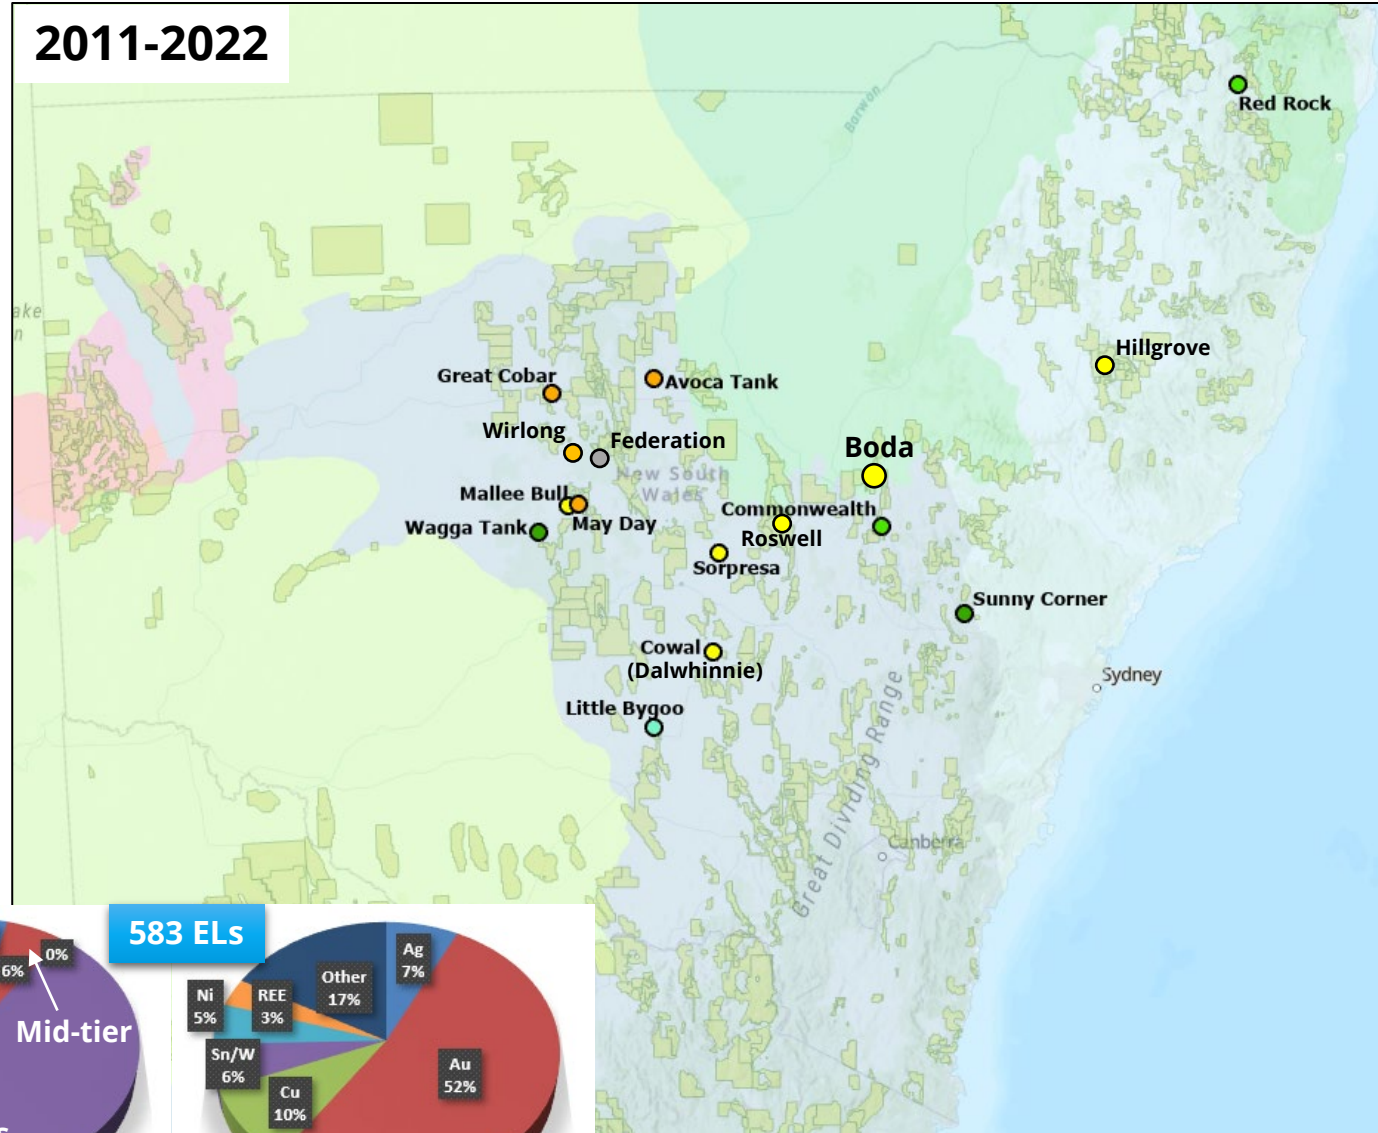 2011-2022
Barwan
Red Rock
ake
n
Hillgrove
Great Cobar
Avoca Tank
Wirlong
Federation
Boda
New South
Wales
Mallee Bull
May Day
Commonwealth
Wagga Tank
Roswell
Sorpresa
Sunny Corner
Cowal
(Dalwhinnie)
Sydney
Little Bygoo
Great Dividing Range
Canberra
583 ELs
6%
0%
Mid-tier
Ag
7%
Other
17%
Ni
5%
REE
3%
Sn/W
6%
Au
52%
Cu
10%